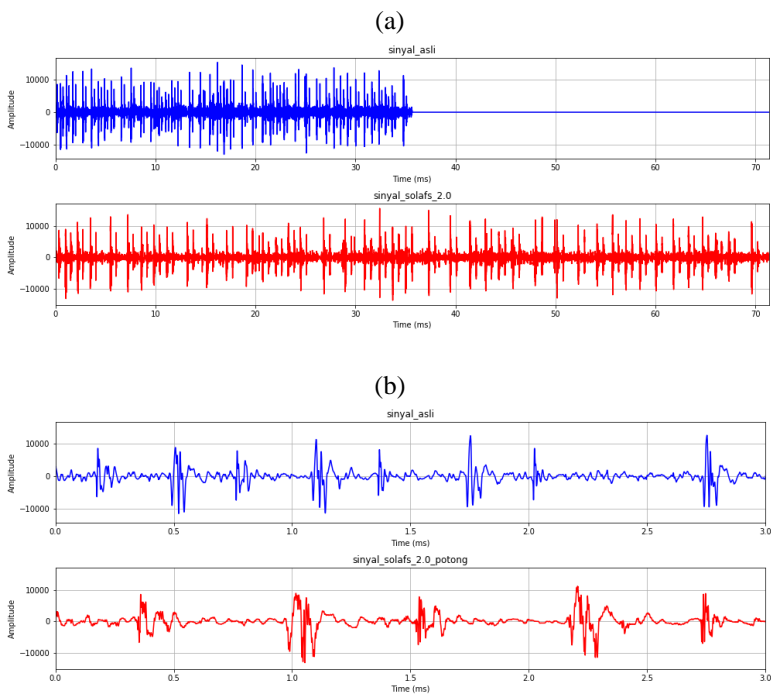 (a)
sinyal_asli
10000
0
−10000
Amplitude
0 10 20 30 40 50 60 70
Time (ms)
sinyal_solafs_2.0
10000
0
−10000
Amplitude
0 10 20 30 40 50 60 70
Time (ms)
(b)
sinyal_asli
10000
0
−10000
Amplitude
0.0 0.5 1.0 1.5 2.0 2.5 3.0
Time (ms)
sinyal_solafs_2.0_potong
10000
0
−10000
Amplitude
0.0 0.5 1.0 1.5 2.0 2.5 3.0
Time (ms)